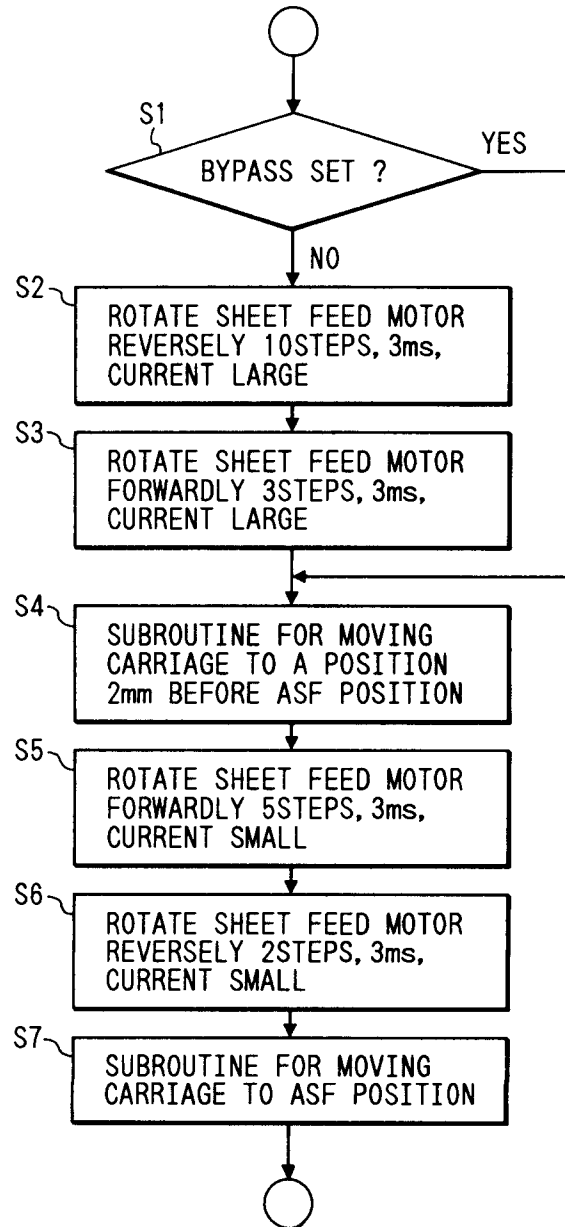 S1
BYPASS SET ?
YES
NO
S2
ROTATE SHEET FEED MOTOR
REVERSELY 10STEPS, 3ms,
CURRENT LARGE
S3
ROTATE SHEET FEED MOTOR
FORWARDLY 3STEPS, 3ms,
CURRENT LARGE
S4
SUBROUTINE FOR MOVING
CARRIAGE TO A POSITION
2mm BEFORE ASF POSITION
S5
ROTATE SHEET FEED MOTOR
FORWARDLY 5STEPS, 3ms,
CURRENT SMALL
S6
ROTATE SHEET FEED MOTOR
REVERSELY 2STEPS, 3ms,
CURRENT SMALL
S7
SUBROUTINE FOR MOVING
CARRIAGE TO ASF POSITION